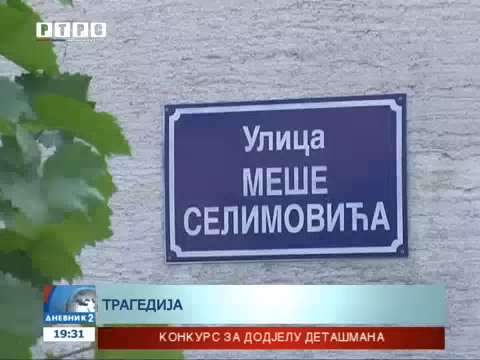 РТРС
Улица
МЕШЕ
СЕЛИМОВИЋА
ТРАГЕДИЈА
ДНЕВНИК 2
19:31
КОНКУРС ЗА ДОДЈЕЛУ ДЕТАШМАНА